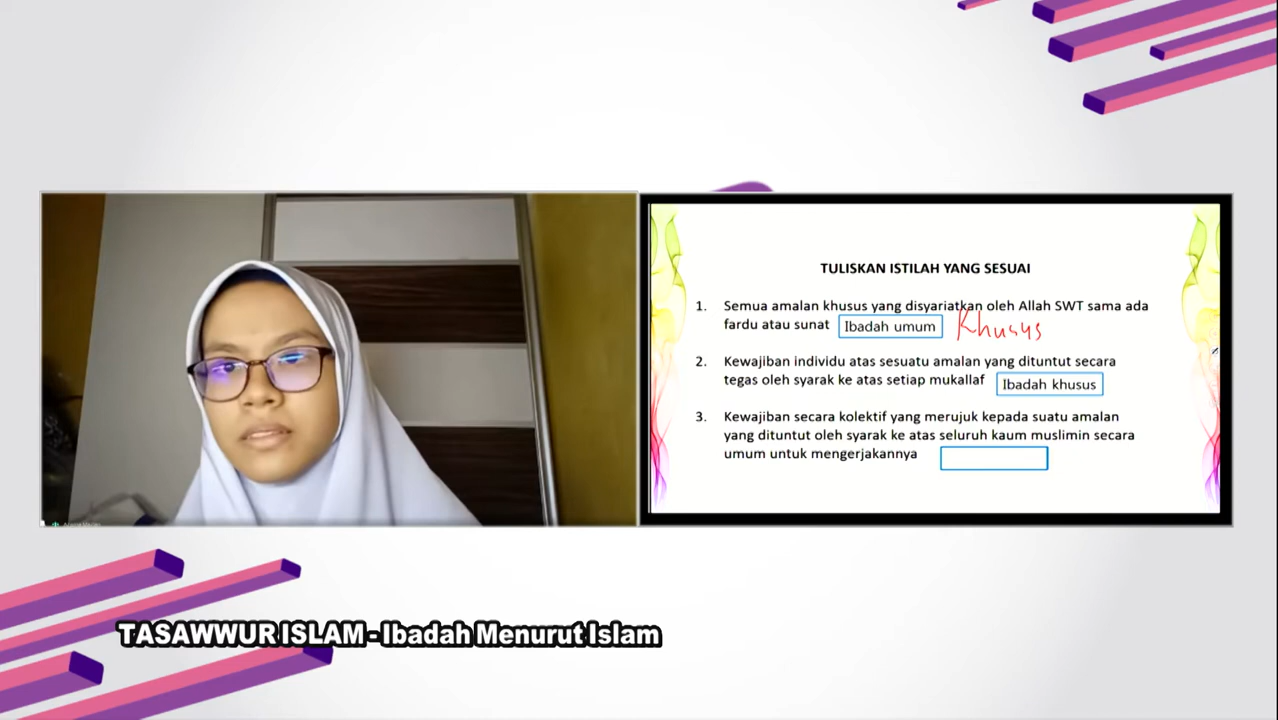 TULISKAN ISTILAH YANG SESUAI
1. Semua amalan khusus yang disyariatkan oleh Allah SWT sama ada
fardu atau sunat Ibadah umum Khusus
2. Kewajiban individu atas sesuatu amalan yang dituntut secara
tegas oleh syarak ke atas setiap mukallaf Ibadah khusus
3. Kewajiban secara kolektif yang merujuk kepada suatu amalan
yang dituntut oleh syarak ke atas seluruh kaum muslimin secara
umum untuk mengerjakannya
TASAWWUR ISLAM - Ibadah Menurut Islam